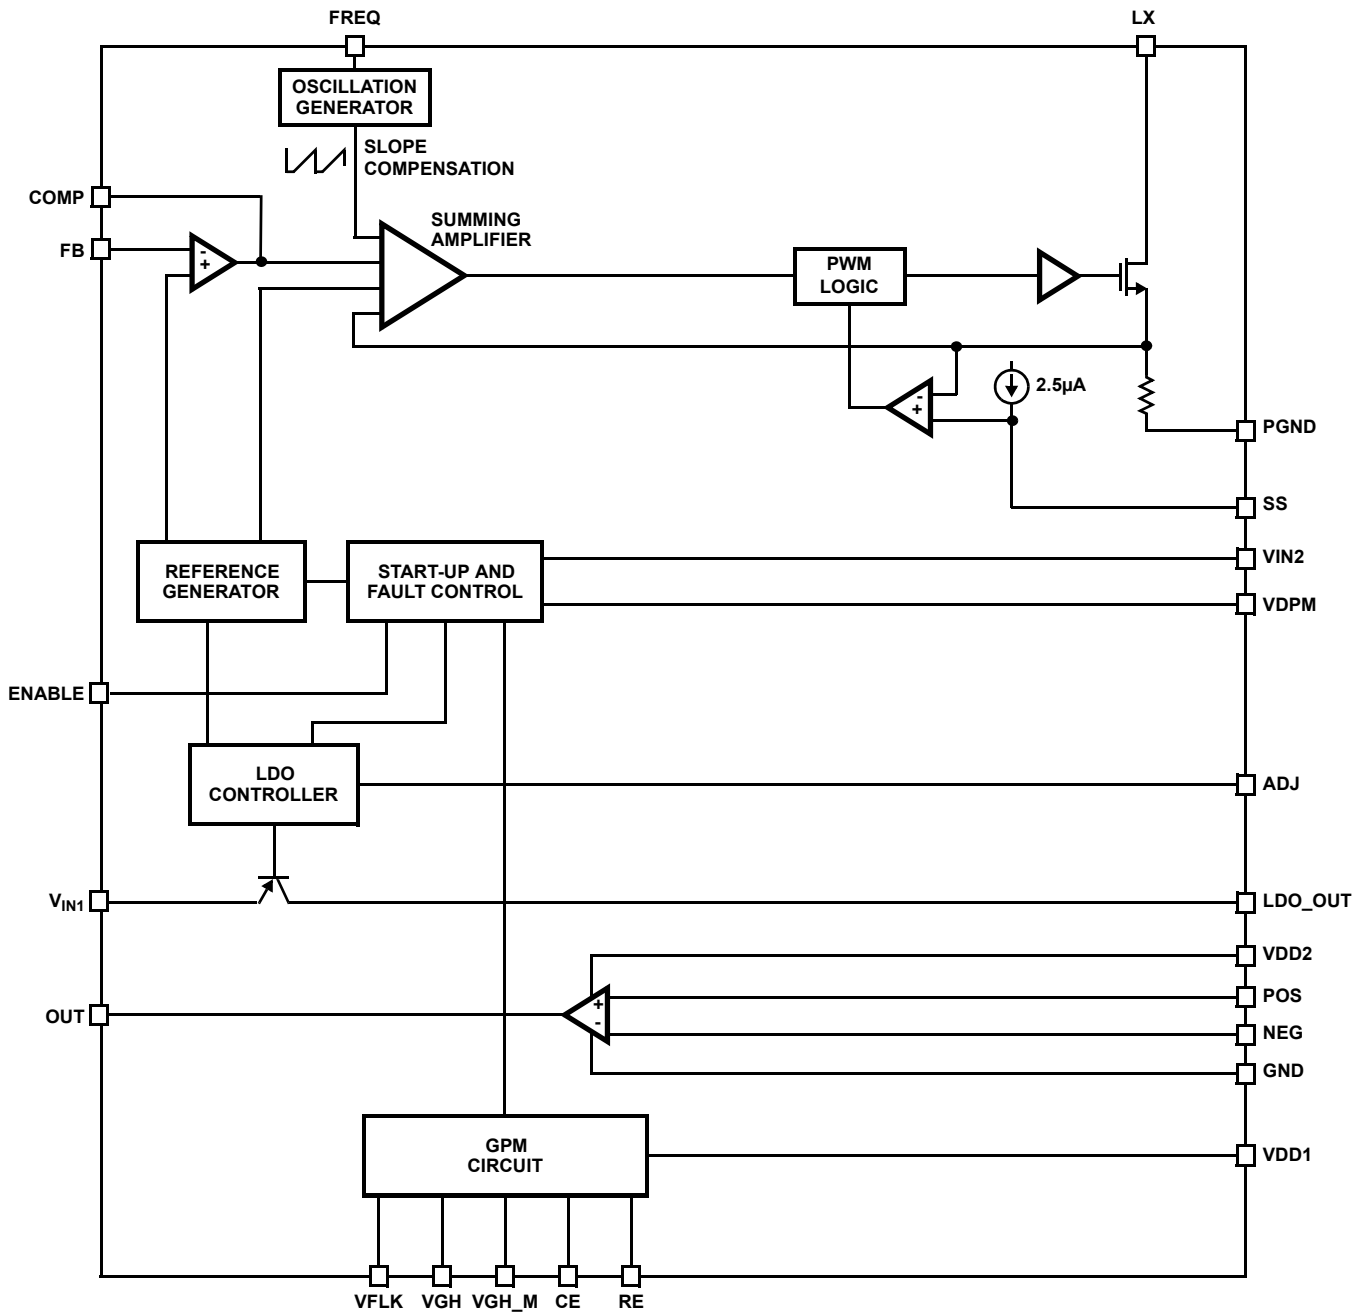 FREQ
LX
OSCILLATION
GENERATOR
SLOPE
COMPENSATION
COMP
FB
-
+
SUMMING
AMPLIFIER
PWM
LOGIC
-
+
2.5µA
PGND
SS
REFERENCE
GENERATOR
START-UP AND
FAULT CONTROL
VIN2
VDPM
ENABLE
LDO
CONTROLLER
ADJ
VIN1
LDO_OUT
VDD2
POS
NEG
GND
OUT
+
-
GPM
CIRCUIT
VDD1
VFLK
VGH
VGH_M
CE
RE